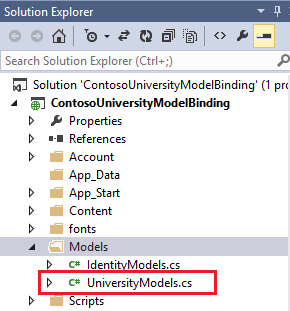 Solution Explorer
Search Solution Explorer (Ctrl+;)
Solution 'ContosoUniversityModelBinding' (1 pro
ContosoUniversityModelBinding
Properties
References
Account
App_Data
App_Start
Content
fonts
Models
C# IdentityModels.cs
C# UniversityModels.cs
Scripts